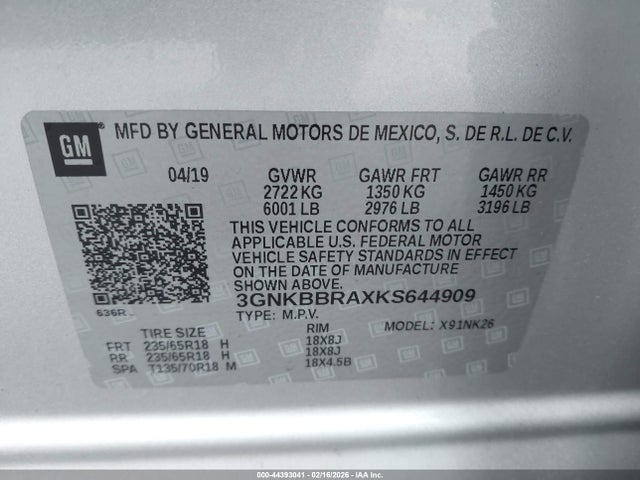 GM MFD BY GENERAL MOTORS DE MEXICO, S. DE R.L. DE C.V.
04/19 GVWR GAWR FRT GAWR RR
2722 KG 1350 KG 1450 KG
6001 LB 2976 LB 3196 LB
THIS VEHICLE CONFORMS TO ALL
APPLICABLE U.S. FEDERAL MOTOR
VEHICLE SAFETY STANDARDS IN EFFECT
ON THE DATE OF MANUFACTURE
SHOWN ABOVE.
3GNKBBRAXKS644909
636R TYPE: M.P.V. MODEL: X91NK26
TIRE SIZE RIM
FRT 235/65R18 H 18X8J
RR 235/65R18 H 18X8J
SPA T135/70R18 M 18X4.5B
000-44393041 - 02/16/2026 - IAAI.com